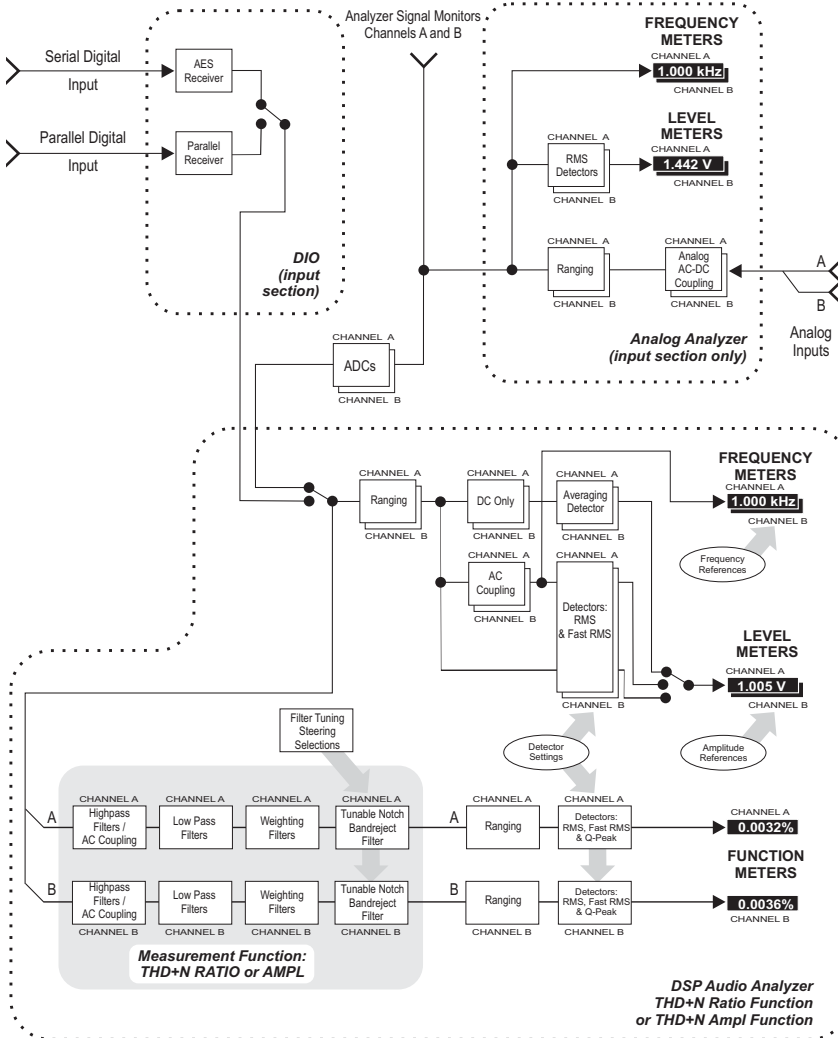 Analyzer Signal Monitors
Channels A and B
Serial Digital
Input
AES
Receiver
Parallel Digital
Input
Parallel
Receiver
DIO
(input
section)
FREQUENCY
METERS
CHANNEL A
1.000 kHz
CHANNEL B
LEVEL
METERS
CHANNEL A
1.442 V
CHANNEL B
CHANNEL A
RMS
Detectors
CHANNEL B
CHANNEL A
Ranging
CHANNEL B
CHANNEL A
Analog
AC-DC
Coupling
CHANNEL B
A
B
Analog
Inputs
Analog Analyzer
(input section only)
CHANNEL A
ADCs
CHANNEL B
CHANNEL A
Ranging
CHANNEL B
CHANNEL A
DC Only
CHANNEL B
CHANNEL A
Averaging
Detector
CHANNEL B
FREQUENCY
METERS
CHANNEL A
1.000 kHz
CHANNEL B
Frequency
References
CHANNEL A
AC
Coupling
CHANNEL B
CHANNEL A
Detectors:
RMS
& Fast RMS
CHANNEL B
LEVEL
METERS
CHANNEL A
1.005 V
CHANNEL B
Filter Tuning
Steering
Selections
Detector
Settings
Amplitude
References
A
CHANNEL A
Highpass
Filters /
AC Coupling
CHANNEL A
Low Pass
Filters
CHANNEL A
Weighting
Filters
CHANNEL A
Tunable Notch
Bandreject
Filter
A
Ranging
CHANNEL A
Detectors:
RMS, Fast RMS
& Q-Peak
CHANNEL A
0.0032%
FUNCTION
METERS
B
Highpass
Filters /
AC Coupling
CHANNEL B
Low Pass
Filters
CHANNEL B
Weighting
Filters
CHANNEL B
Tunable Notch
Bandreject
Filter
CHANNEL B
B
Ranging
Detectors:
RMS, Fast RMS
& Q-Peak
CHANNEL B
0.0036%
CHANNEL B
Measurement Function:
THD+N RATIO or AMPL
DSP Audio Analyzer
THD+N Ratio Function
or THD+N Ampl Function